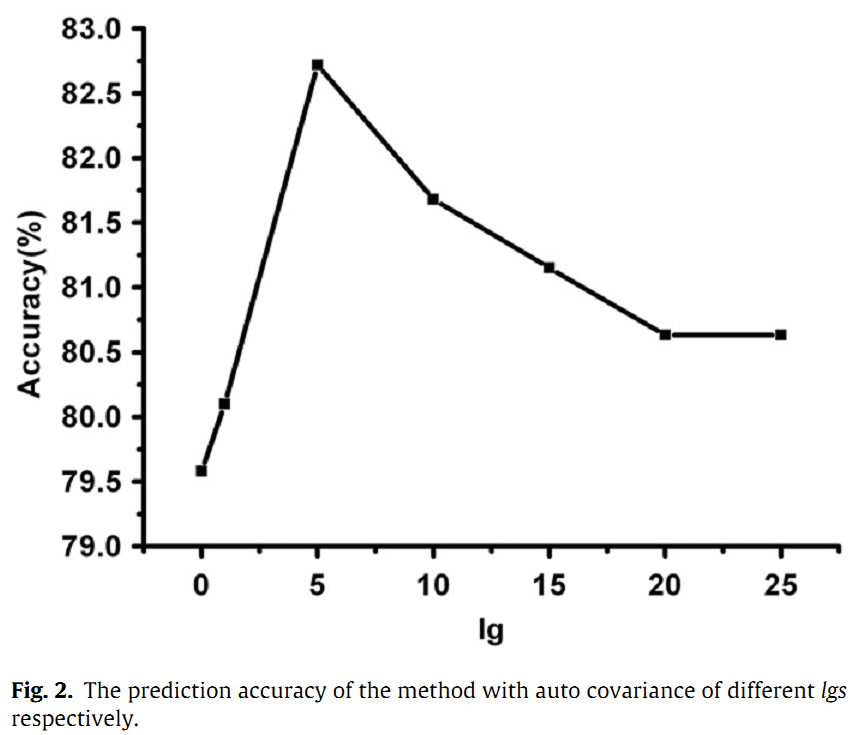 83.0
82.5
82.0
81.5
81.0
80.5
80.0
79.5
79.0
Accuracy(%)
0 5 10 15 20 25
lg
Fig. 2. The prediction accuracy of the method with auto covariance of different lgs
respectively.